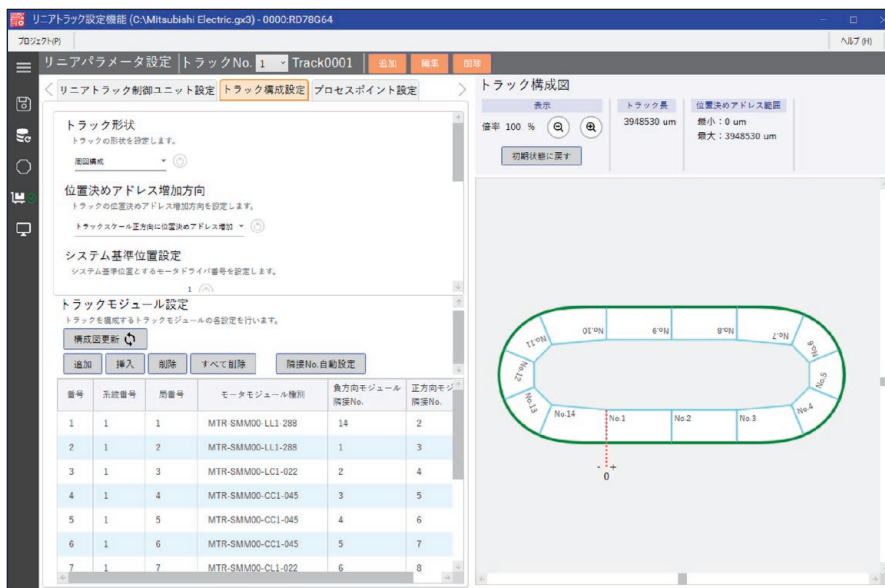 リニアトラック設定機能 (C:\Mitsubishi Electric.gx3) - 0000:RD78G64
プロジェクト(P)
ヘルプ(H)
リニアパラメータ設定 トラックNo. 1 Track0001 追加 編集 削除
リニアトラック制御ユニット設定 トラック構成設定 プロセスポイント設定
トラック形状
トラックの形状を設定します。
周回構成
位置決めアドレス増加方向
トラックの位置決めアドレス増加方向を設定します。
トラックスケール正方向に位置決めアドレス増加
システム基準位置設定
システム基準位置とするモータドライバ番号を設定します。
1
トラックモジュール設定
トラックを構成するトラックモジュールの各設定を行います。
構成図更新
追加 挿入 削除 すべて削除 隣接No.自動設定
番号 系統番号 局番号 モータモジュール種別 負方向モジュール隣接No. 正方向モジ隣接No.
1 1 1 MTR-SMM00-LL1-288 14 2
2 1 2 MTR-SMM00-LL1-288 1 3
3 1 3 MTR-SMM00-LC1-022 2 4
4 1 4 MTR-SMM00-CC1-045 3 5
5 1 5 MTR-SMM00-CC1-045 4 6
6 1 6 MTR-SMM00-CC1-045 5 7
7 1 7 MTR-SMM00-CL1-022 6 8
トラック構成図
表示 トラック長 位置決めアドレス範囲
倍率 100 % 3948530 um 最小:0 um
最大:3948530 um
初期状態に戻す
No.11 No.10 No.9 No.8 No.7 No.6
No.12 No.5
No.13 No.14 No.1 No.2 No.3 No.4
- +
0